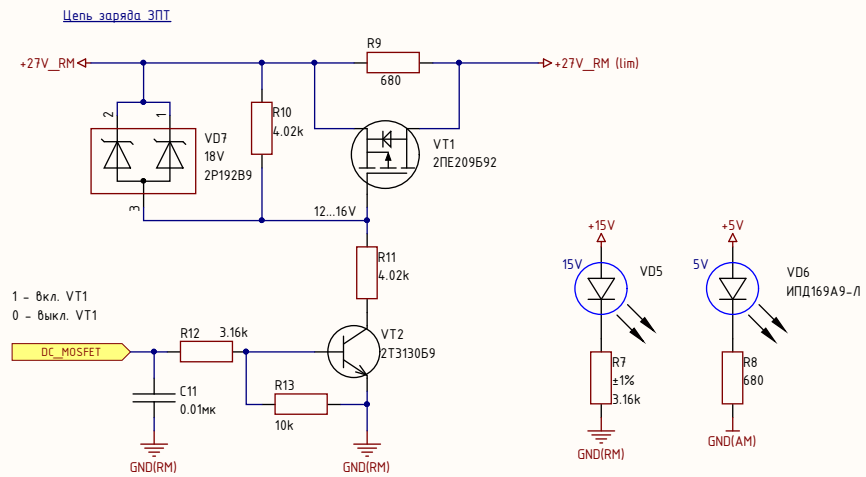 Цепь заряда ЗПТ
+27V_RM
R9
680
+27V_RM (lim)
2
1
VD7
18V
2Р192В9
3
R10
4.02k
VT1
2ПЕ209Б92
12...16V
R11
4.02k
1 - вкл. VT1
0 - выкл. VT1
DC_MOSFET
R12
3.16k
VT2
2Т3130Б9
C11
0.01мк
R13
10k
GND(RM)
GND(RM)
+15V
15V
VD5
R7
±1%
3.16k
GND(RM)
+5V
5V
VD6
ИПД169А9-Л
R8
680
GND(AM)